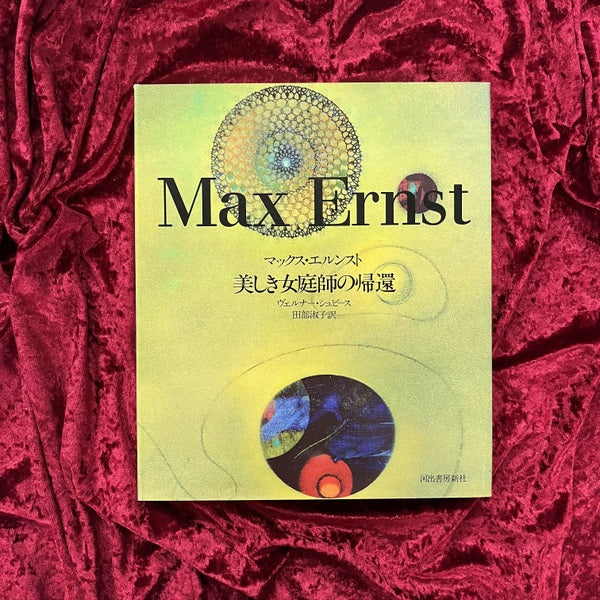 Max Ernst
マックス・エルンスト
美しき女庭師の帰還
ヴェルナー・シュピース
田部淑子訳
河出書房新社